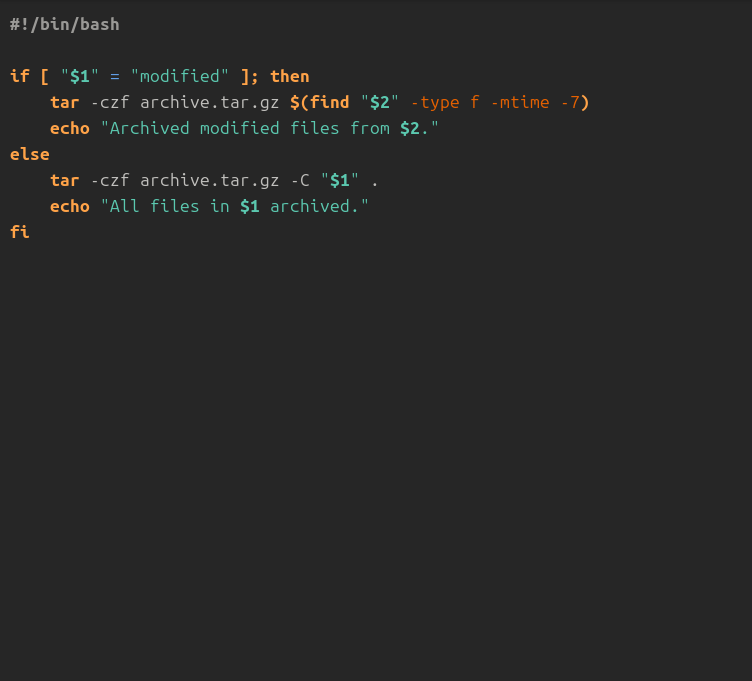 #!/bin/bash

if [ "$1" = "modified" ]; then
    tar -czf archive.tar.gz $(find "$2" -type f -mtime -7)
    echo "Archived modified files from $2."
else
    tar -czf archive.tar.gz -C "$1" .
    echo "All files in $1 archived."
fi